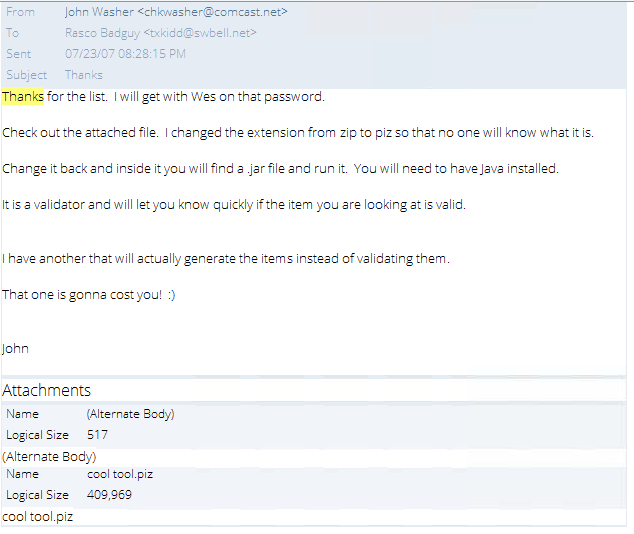 From John Washer <chkwasher@comcast.net>
To Rasco Badguy <txkidd@swbell.net>
Sent 07/23/07 08:28:15 PM
Subject Thanks
Thanks for the list. I will get with Wes on that password.
Check out the attached file. I changed the extension from zip to piz so that no one will know what it is.
Change it back and inside it you will find a .jar file and run it. You will need to have Java installed.
It is a validator and will let you know quickly if the item you are looking at is valid.
I have another that will actually generate the items instead of validating them.
That one is gonna cost you! :)
John
Attachments
Name (Alternate Body)
Logical Size 517
(Alternate Body)
Name cool tool.piz
Logical Size 409,969
cool tool.piz